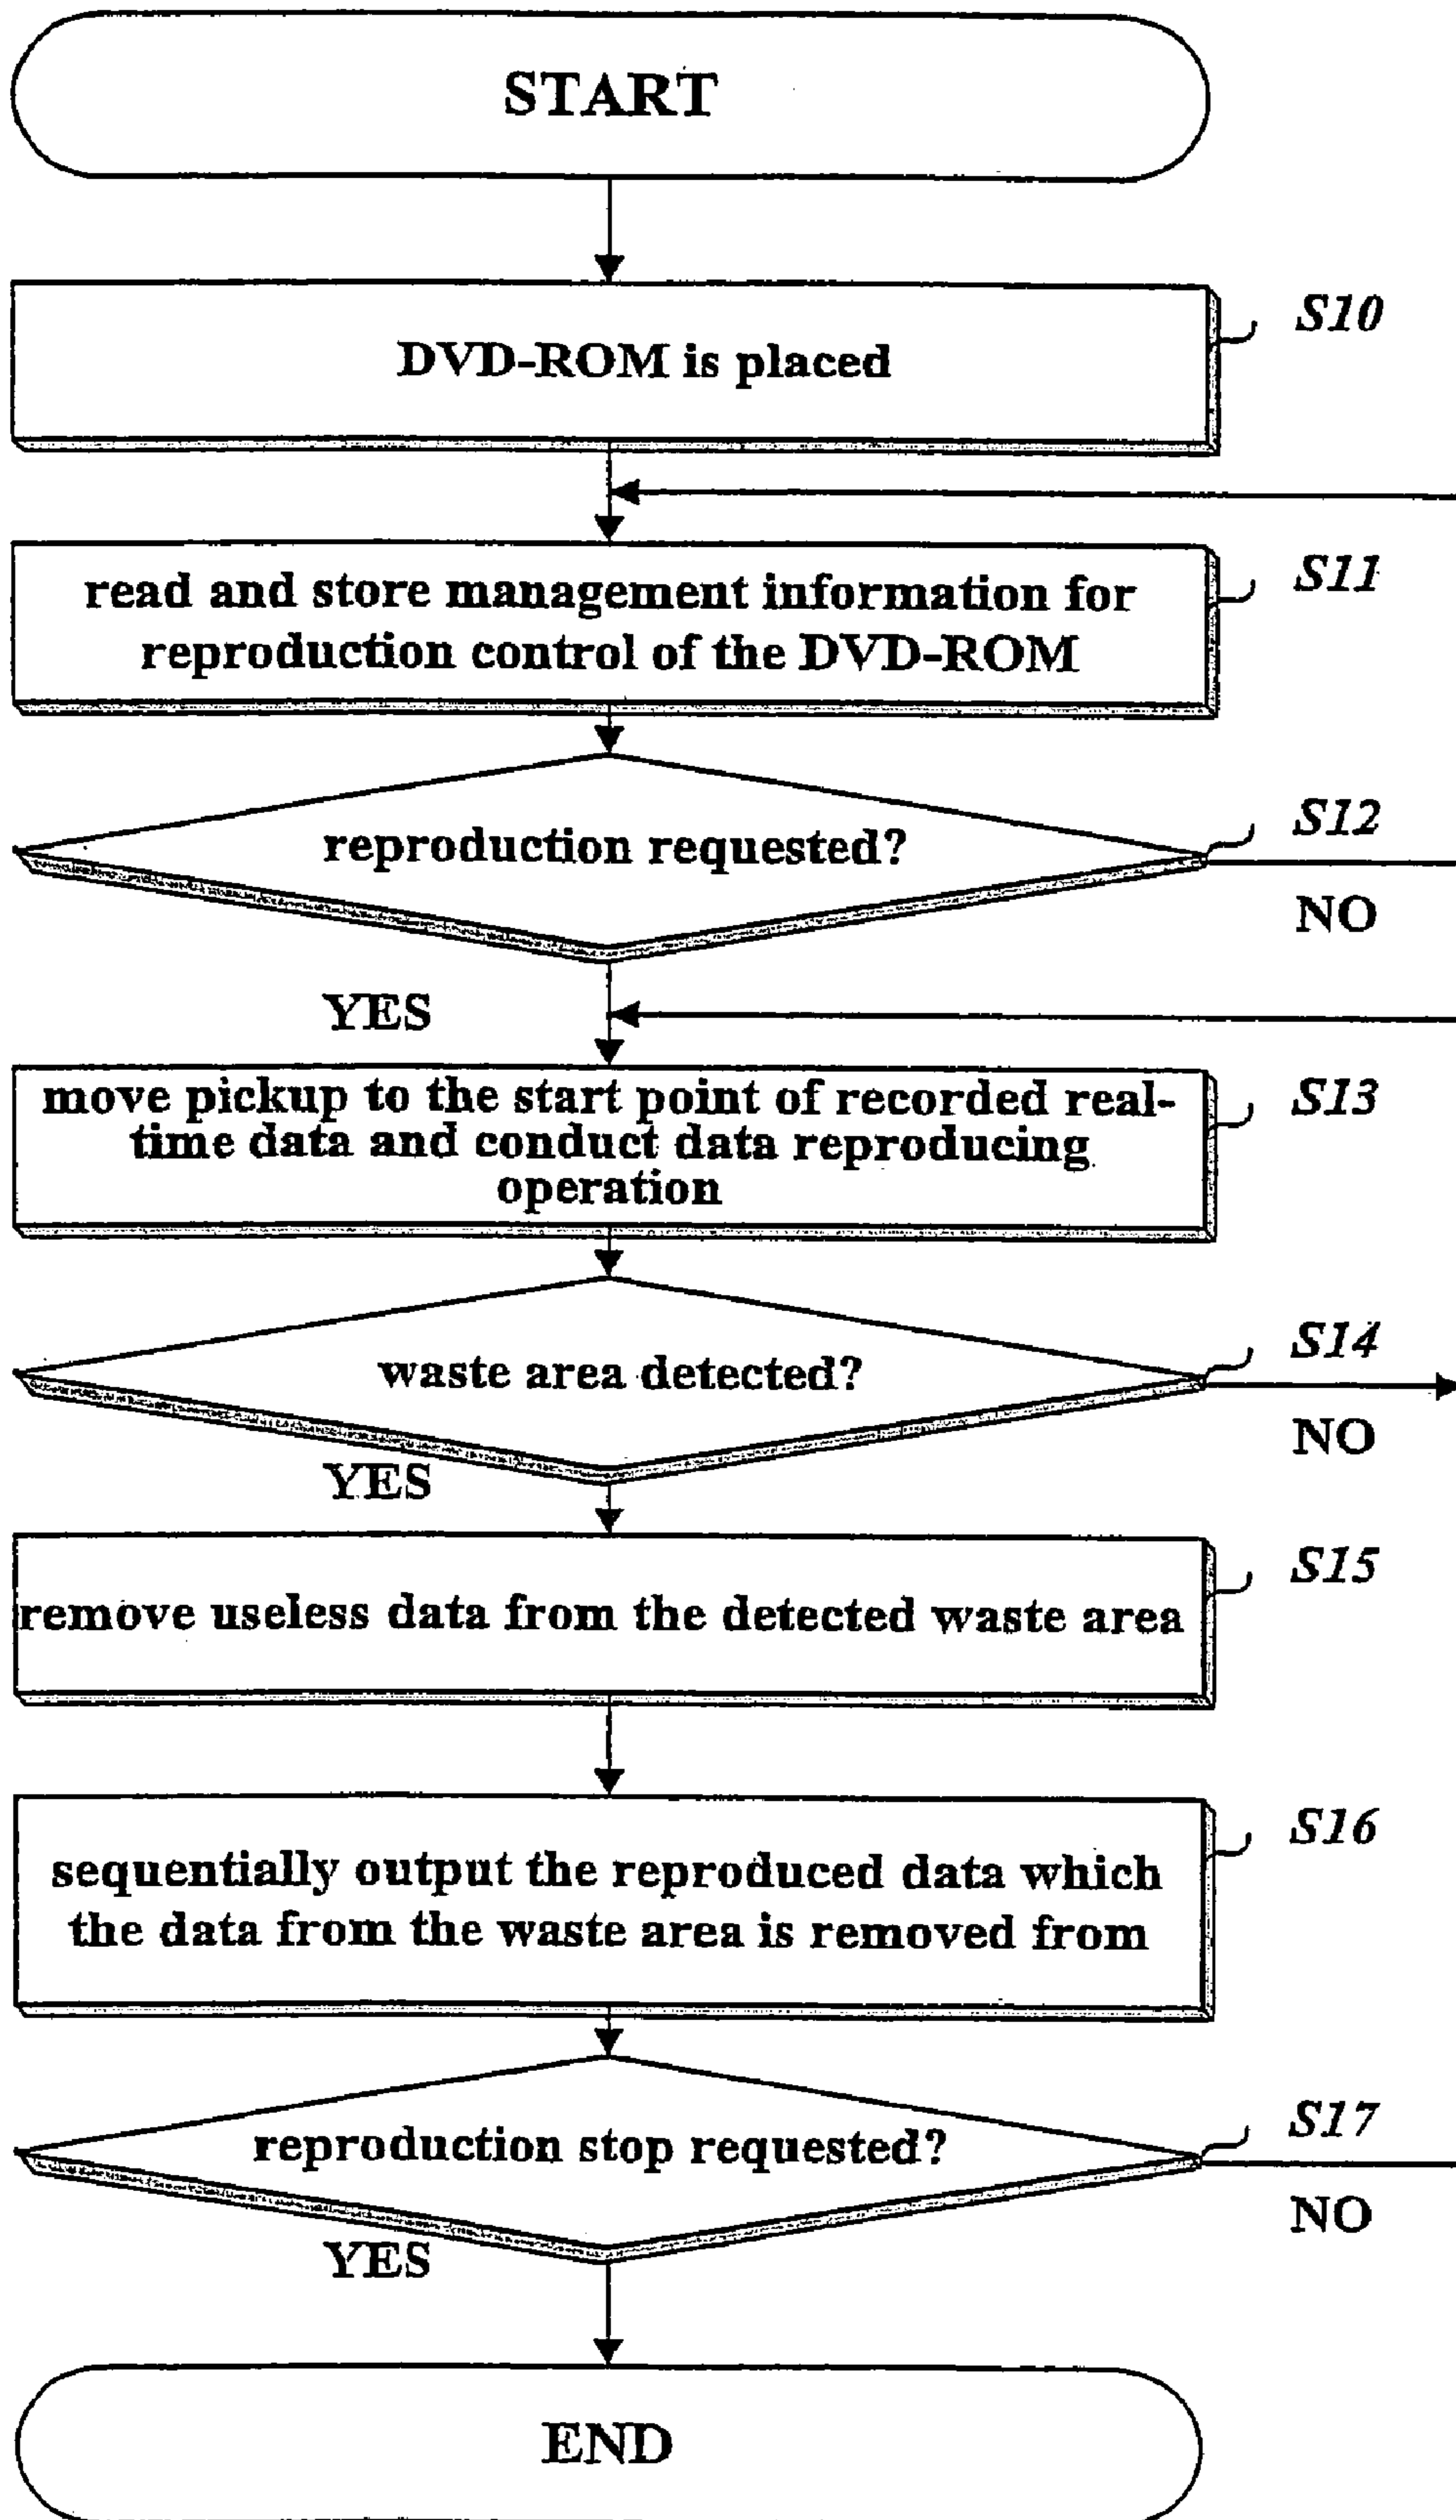 START
DVD-ROM is placed
S10
read and store management information for
reproduction control of the DVD-ROM
S11
reproduction requested?
S12
NO
YES
move pickup to the start point of recorded real-
time data and conduct data reproducing
operation
S13
waste area detected?
S14
NO
YES
remove useless data from the detected waste area
S15
sequentially output the reproduced data which
the data from the waste area is removed from
S16
reproduction stop requested?
S17
NO
YES
END